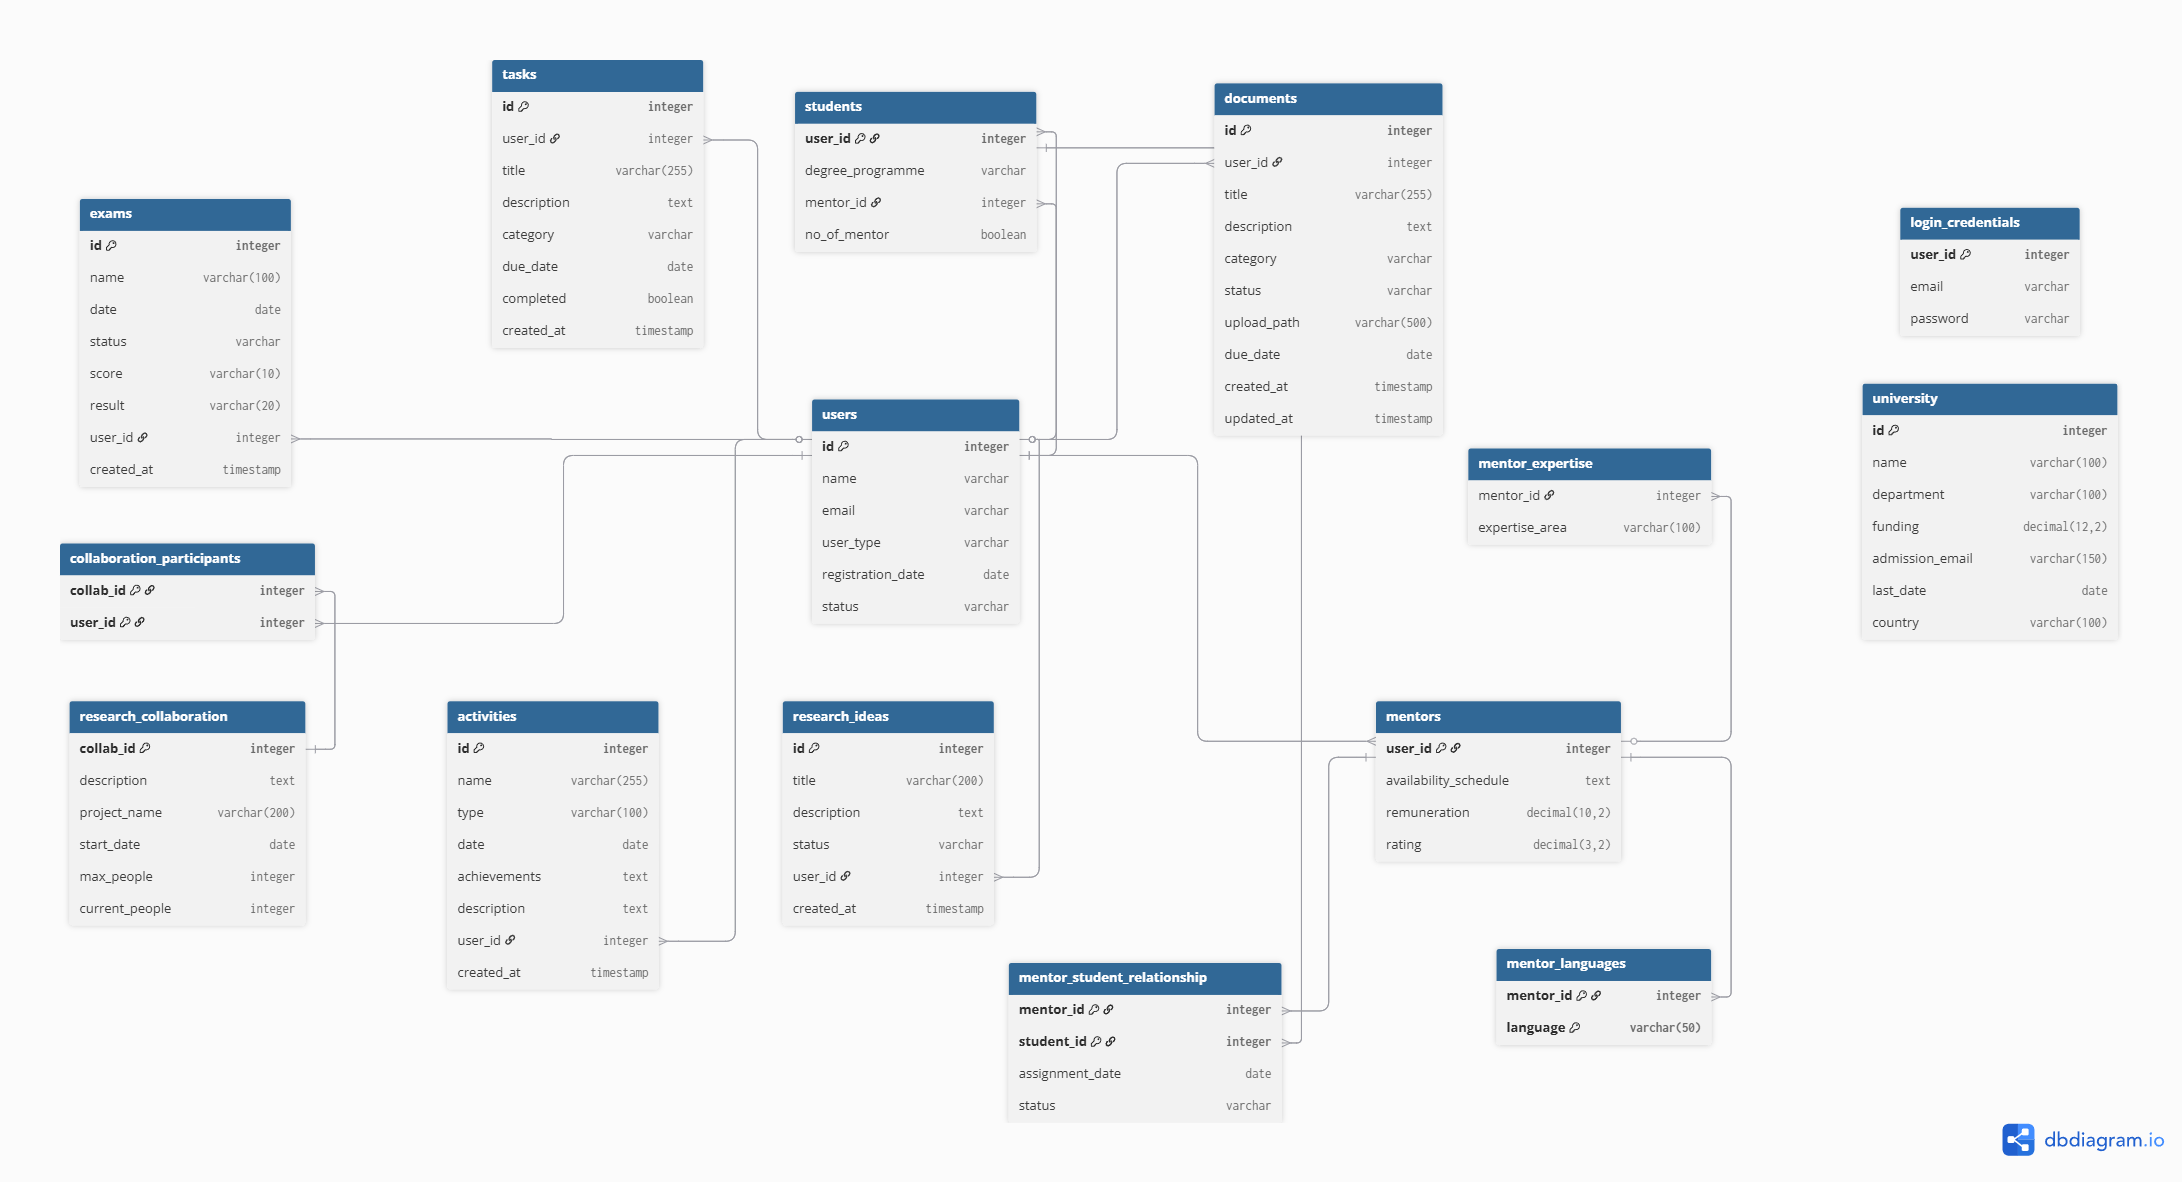 tasks
id integer
user_id integer
title varchar(255)
description text
category varchar
due_date date
completed boolean
created_at timestamp
students
user_id integer
degree_programme varchar
mentor_id integer
no_of_mentor boolean
documents
id integer
user_id integer
title varchar(255)
description text
category varchar
status varchar
upload_path varchar(500)
due_date date
created_at timestamp
updated_at timestamp
exams
id integer
name varchar(100)
date date
status varchar
score varchar(10)
result varchar(20)
user_id integer
created_at timestamp
login_credentials
user_id integer
email varchar
password varchar
users
id integer
name varchar
email varchar
user_type varchar
registration_date date
status varchar
university
id integer
name varchar(100)
department varchar(100)
funding decimal(12,2)
admission_email varchar(150)
last_date date
country varchar(100)
mentor_expertise
mentor_id integer
expertise_area varchar(100)
collaboration_participants
collab_id integer
user_id integer
research_collaboration
collab_id integer
description text
project_name varchar(200)
start_date date
max_people integer
current_people integer
activities
id integer
name varchar(255)
type varchar(100)
date date
achievements text
description text
user_id integer
created_at timestamp
research_ideas
id integer
title varchar(200)
description text
status varchar
user_id integer
created_at timestamp
mentors
user_id integer
availability_schedule text
remuneration decimal(10,2)
rating decimal(3,2)
mentor_student_relationship
mentor_id integer
student_id integer
assignment_date date
status varchar
mentor_languages
mentor_id integer
language varchar(50)
dbdiagram.io